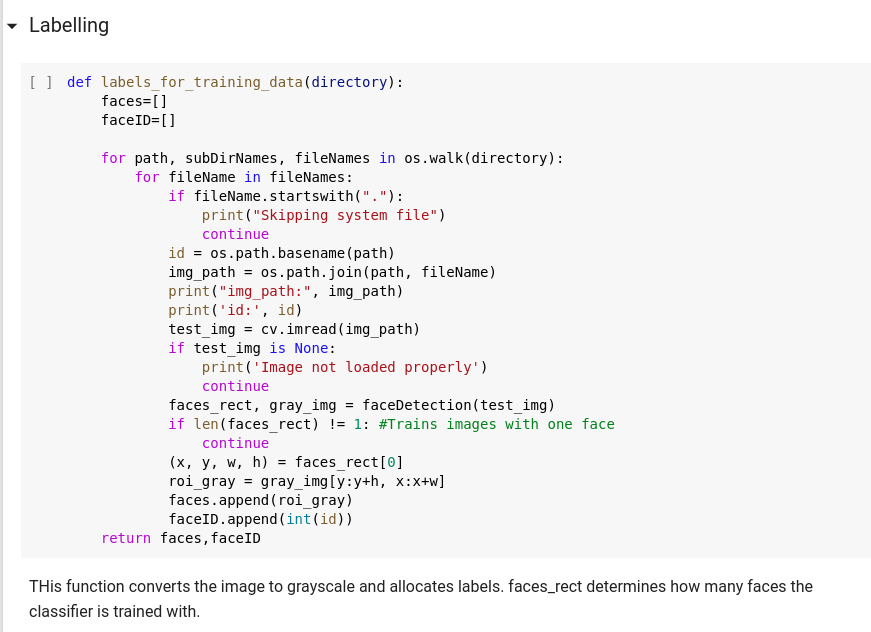 Labelling
[ ] def labels_for_training_data(directory):
faces=[]
faceID=[]
for path, subDirNames, fileNames in os.walk(directory):
for fileName in fileNames:
if fileName.startswith("."):
print("Skipping system file")
continue
id = os.path.basename(path)
img_path = os.path.join(path, fileName)
print("img_path:", img_path)
print('id:', id)
test_img = cv.imread(img_path)
if test_img is None:
print('Image not loaded properly')
continue
faces_rect, gray_img = faceDetection(test_img)
if len(faces_rect) != 1: #Trains images with one face
continue
(x, y, w, h) = faces_rect[0]
roi_gray = gray_img[y:y+h, x:x+w]
faces.append(roi_gray)
faceID.append(int(id))
return faces,faceID
THis function converts the image to grayscale and allocates labels. faces_rect determines how many faces the
classifier is trained with.